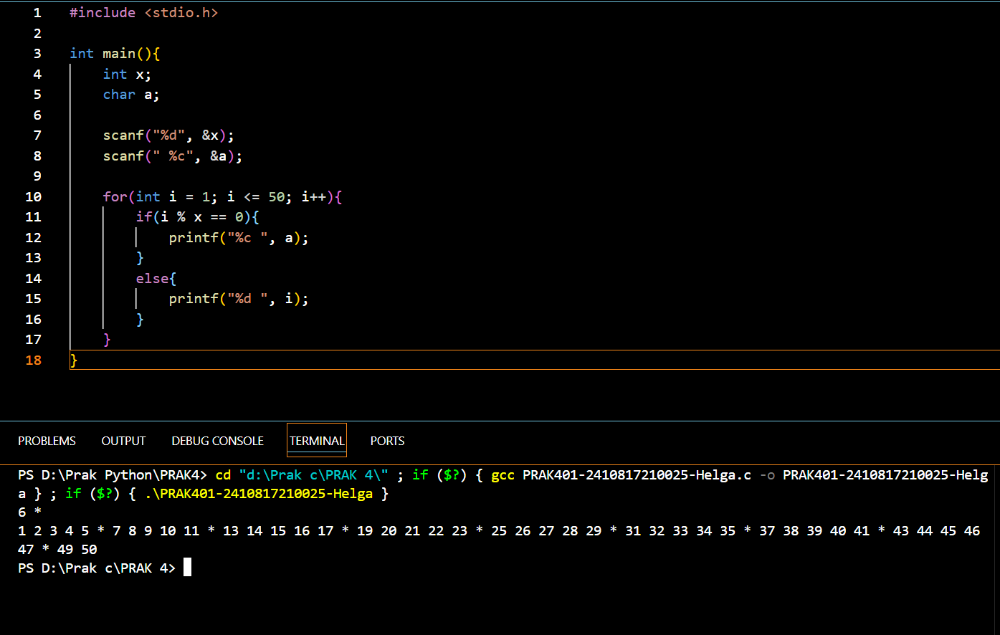 1 #include <stdio.h>
2
3 int main(){
4 int x;
5 char a;
6
7 scanf("%d", &x);
8 scanf(" %c", &a);
9
10 for(int i = 1; i <= 50; i++){
11 if(i % x == 0){
12 printf("%c ", a);
13 }
14 else{
15 printf("%d ", i);
16 }
17 }
18 }
PROBLEMS OUTPUT DEBUG CONSOLE TERMINAL PORTS
PS D:\Prak Python\PRAK4> cd "d:\Prak c\PRAK 4\" ; if ($?) { gcc PRAK401-2410817210025-Helga.c -o PRAK401-2410817210025-Helg
a } ; if ($?) { .\PRAK401-2410817210025-Helga }
6 *
1 2 3 4 5 * 7 8 9 10 11 * 13 14 15 16 17 * 19 20 21 22 23 * 25 26 27 28 29 * 31 32 33 34 35 * 37 38 39 40 41 * 43 44 45 46
47 * 49 50
PS D:\Prak c\PRAK 4>